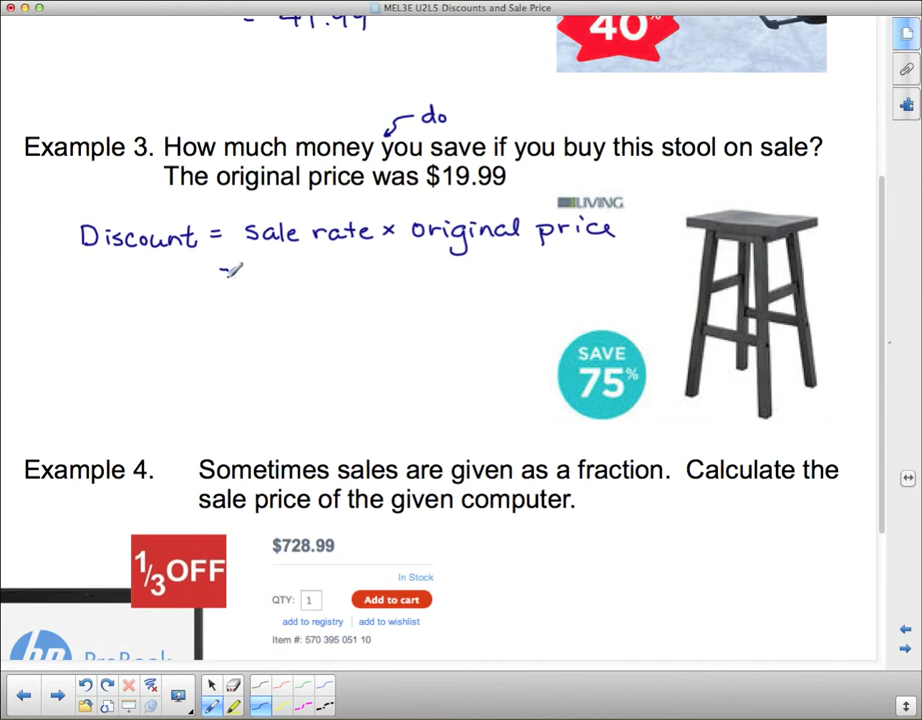 MEL3E U2L5 Discounts and Sale Price
40%
do
Example 3. How much money you save if you buy this stool on sale?
The original price was $19.99
LIVING
Discount = sale rate × original price
SAVE
75%
Example 4. Sometimes sales are given as a fraction. Calculate the
sale price of the given computer.
1/3 OFF
$728.99
In Stock
QTY: 1 Add to cart
add to registry | add to wishlist
Item #: 570 395 051 10
hp ProBook